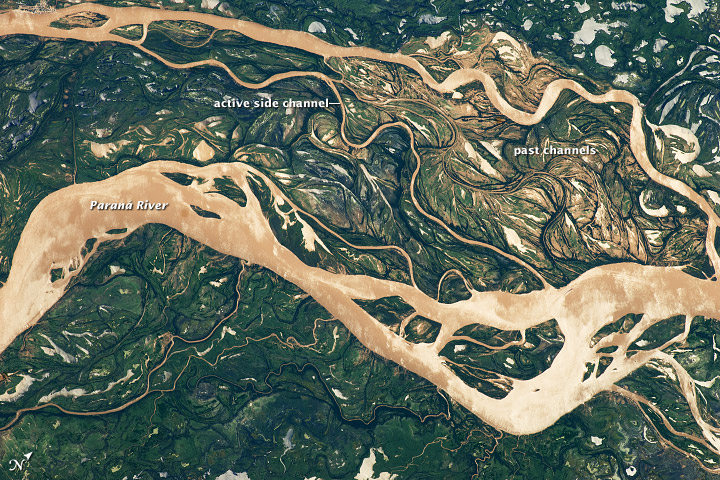 active side channel
past channels
Paraná River
N